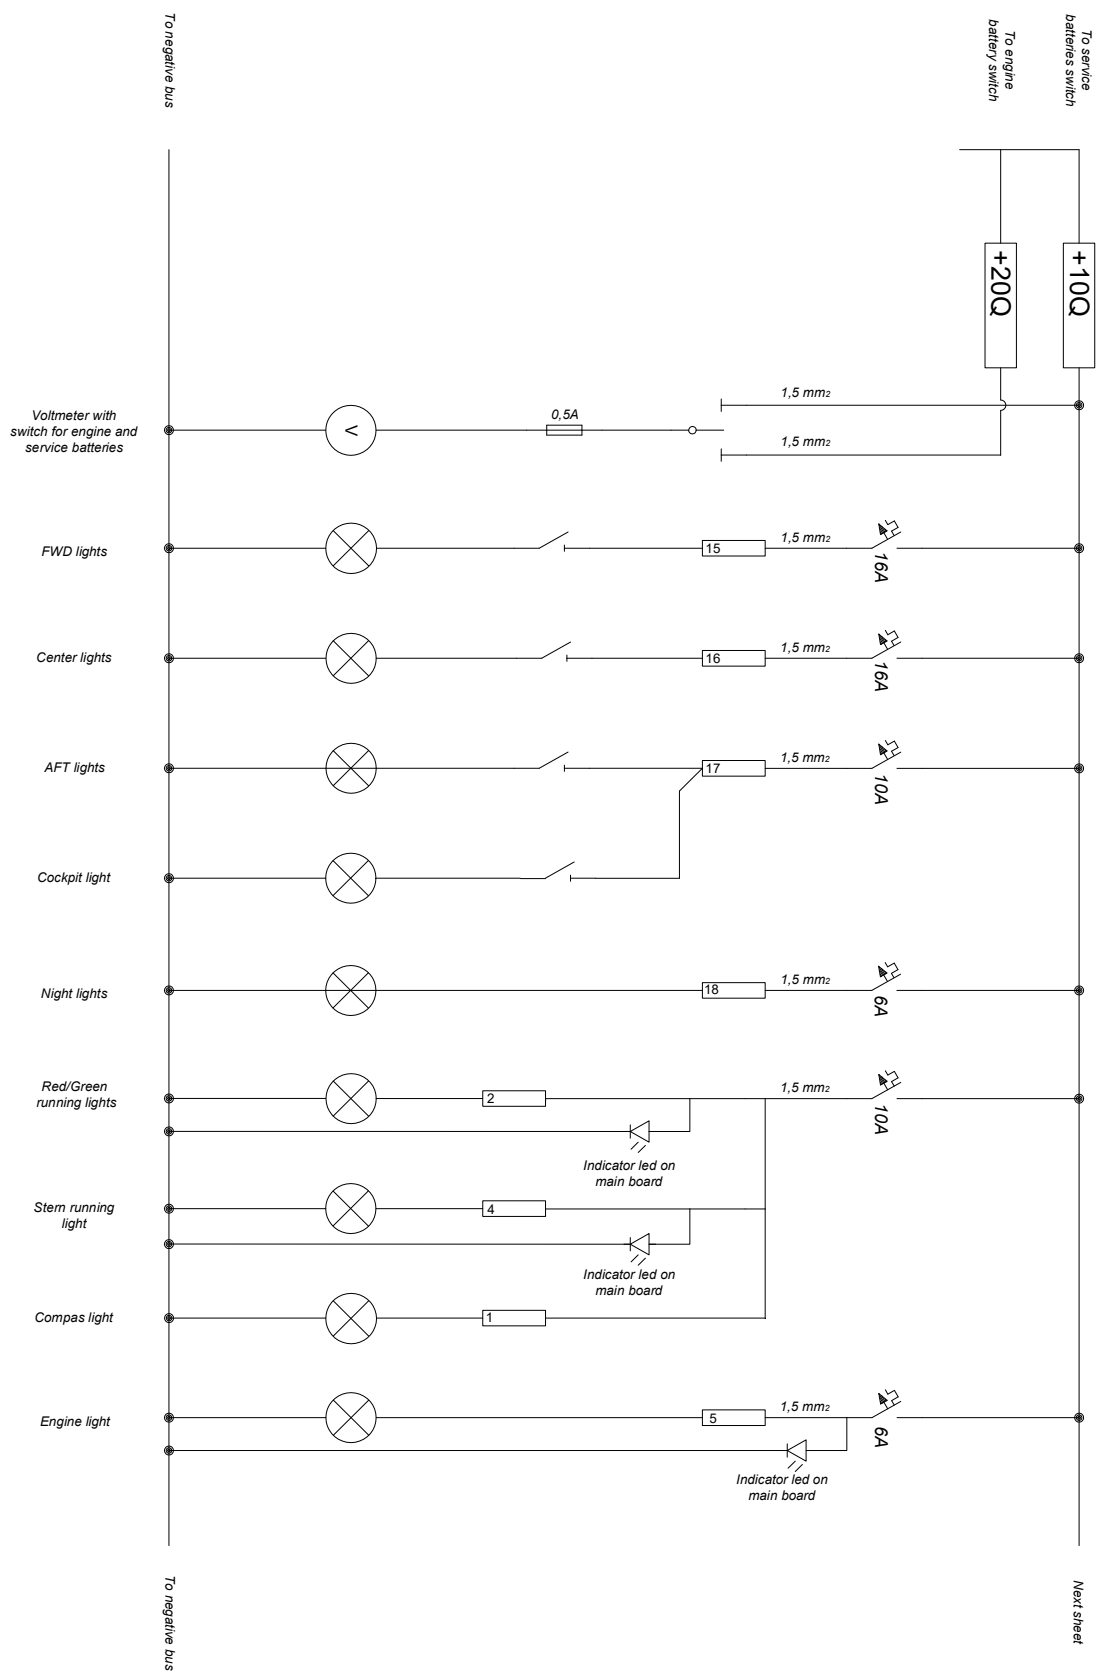 To negative bus
To engine
battery switch
To service
batteries switch
+20Q
+10Q
Voltmeter with
switch for engine and
service batteries
V
0,5A
1,5 mm2
1,5 mm2
FWD lights
15
1,5 mm2
16A
Center lights
16
1,5 mm2
16A
AFT lights
17
1,5 mm2
10A
Cockpit light
Night lights
18
1,5 mm2
6A
Red/Green
running lights
2
1,5 mm2
10A
Indicator led on
main board
Stern running
light
4
Indicator led on
main board
Compas light
1
Engine light
5
1,5 mm2
6A
Indicator led on
main board
To negative bus
Next sheet